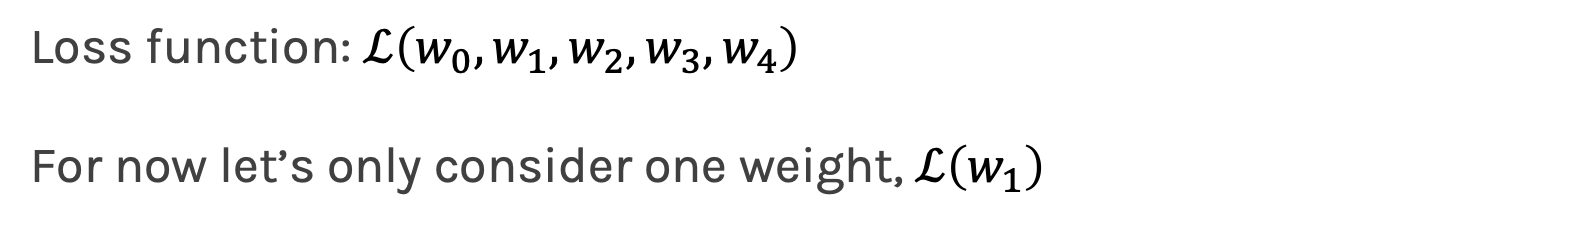 Loss function: ℒ(w₀, w₁, w₂, w₃, w₄)
For now let’s only consider one weight, ℒ(w₁)